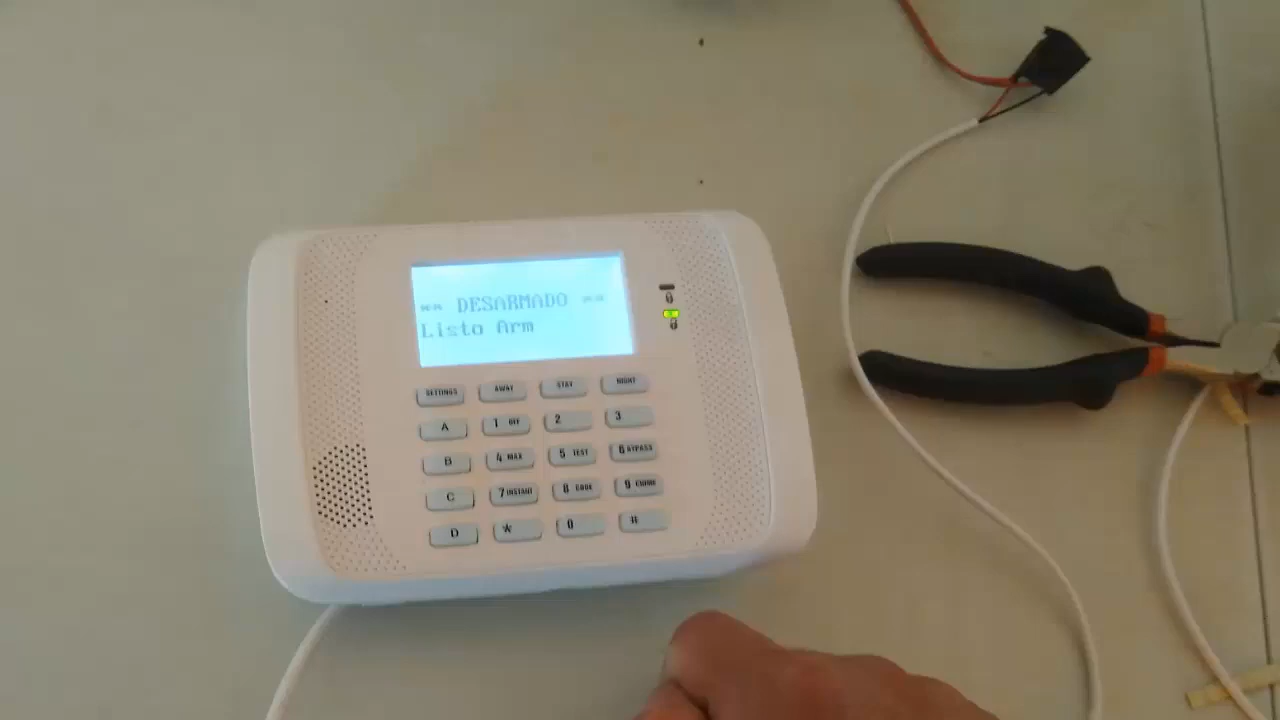 ** DESARMADO **
Listo Arm
SETTINGS AWAY STAY NIGHT
A 1 OFF 2 3
B 4 MAX 5 TEST 6 BYPASS
C 7 INSTANT 8 CODE 9 CHIME
D * 0 #